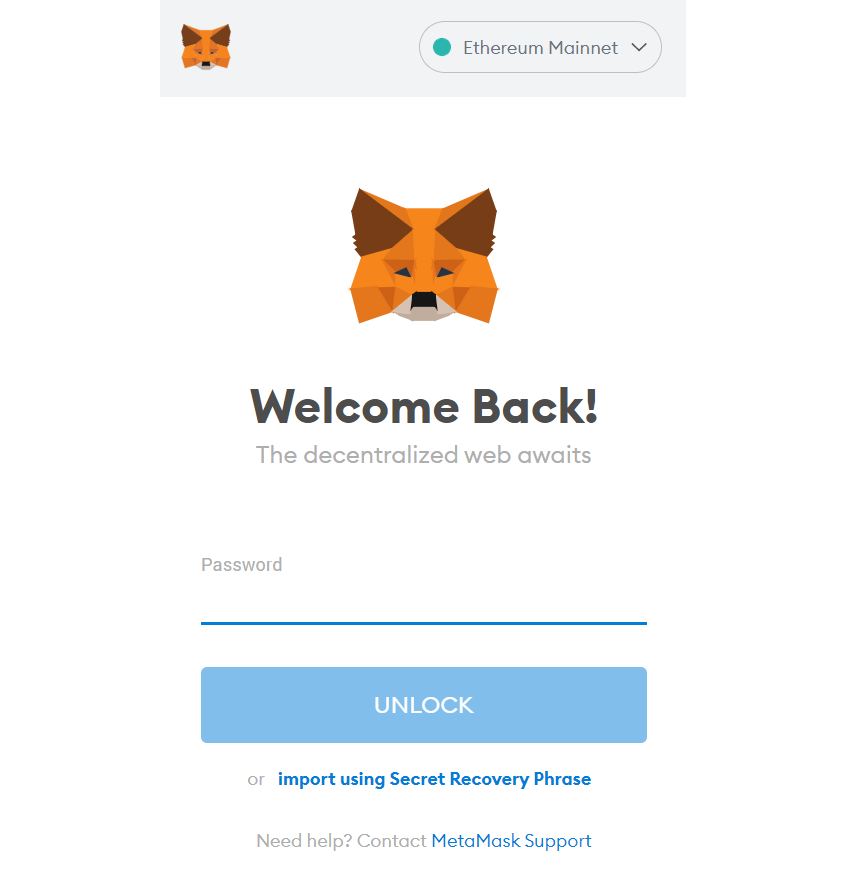 Ethereum Mainnet
Welcome Back!
The decentralized web awaits
Password
UNLOCK
or import using Secret Recovery Phrase
Need help? Contact MetaMask Support